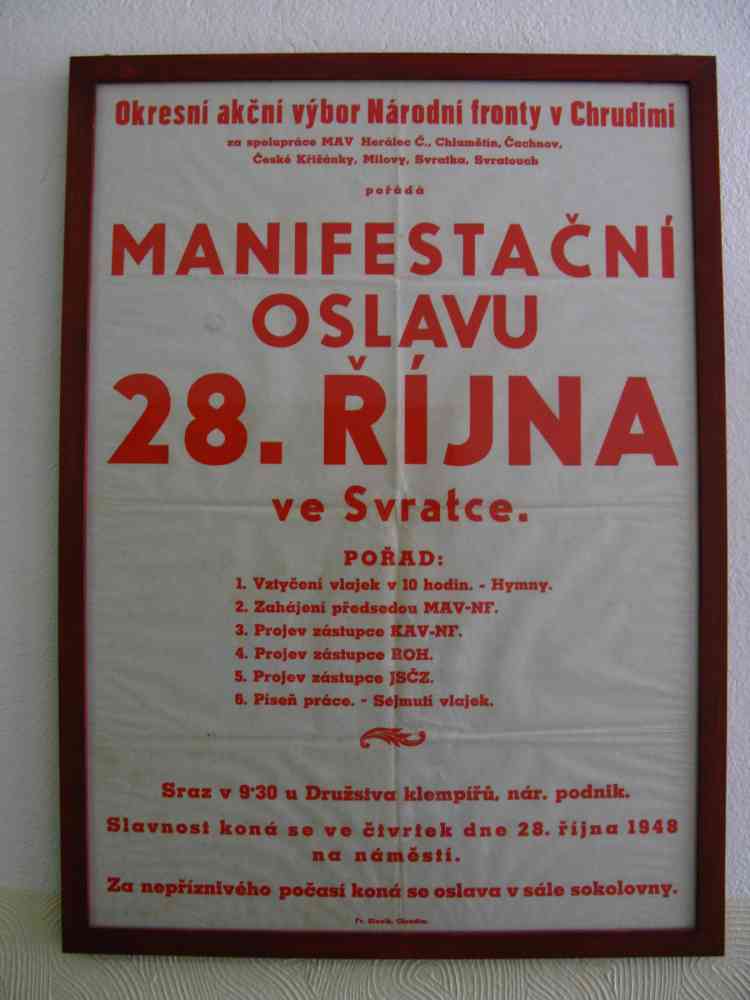 Okresní akční výbor Národní fronty v Chrudimi
za spolupráce MAV Herálec Č., Chlumětín, Čachnov,
České Křižánky, Milovy, Svratka, Svratouch
pořádá
MANIFESTAČNÍ
OSLAVU
28. ŘÍJNA
ve Svratce.
POŘAD:
1. Vztyčení vlajek v 10 hodin. - Hymny.
2. Zahájení předsedou MAV-NF.
3. Projev zástupce KAV-NF.
4. Projev zástupce ROH.
5. Projev zástupce JSČZ.
6. Píseň práce. - Sejmutí vlajek.
Sraz v 9·30 u Družstva klempířů, nár. podnik.
Slavnost koná se ve čtvrtek dne 28. října 1948
na náměstí.
Za nepříznivého počasí koná se oslava v sále sokolovny.
Fr. Slavík, Chrudim.